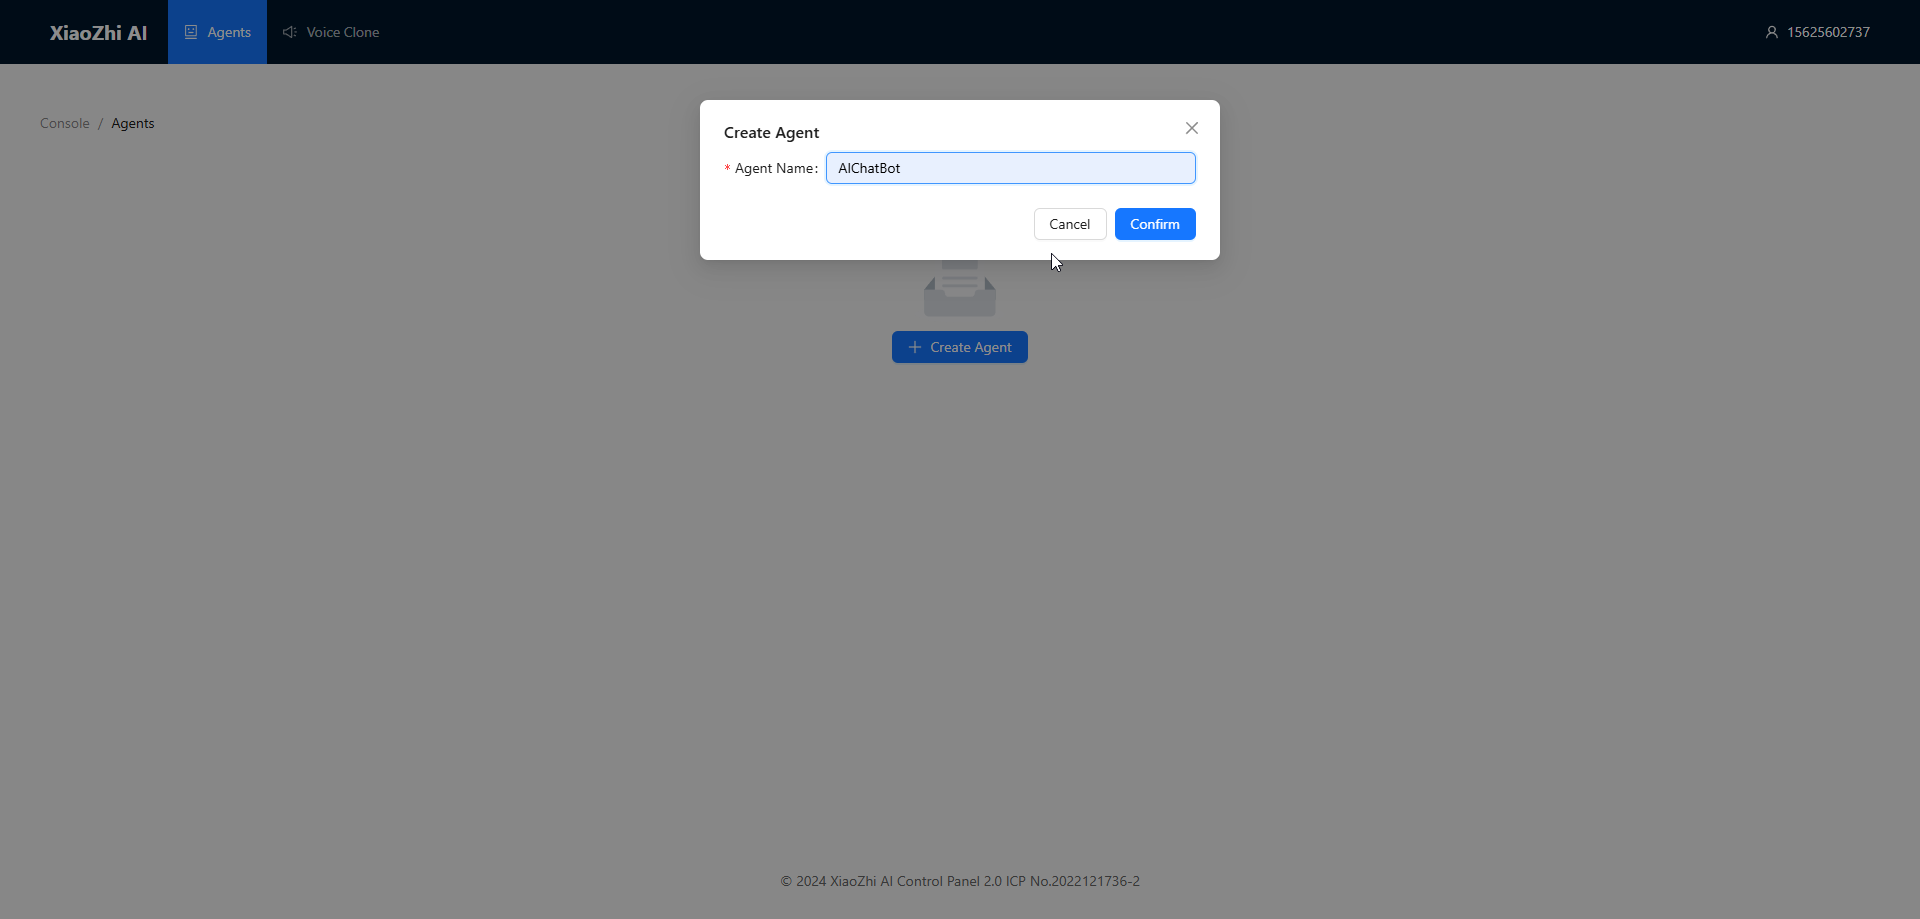 XiaoZhi AI
Agents
Voice Clone
15625602737
Console / Agents
Create Agent
* Agent Name: AIChatBot
Cancel
Confirm
Create Agent
© 2024 XiaoZhi AI Control Panel 2.0 ICP No.2022121736-2